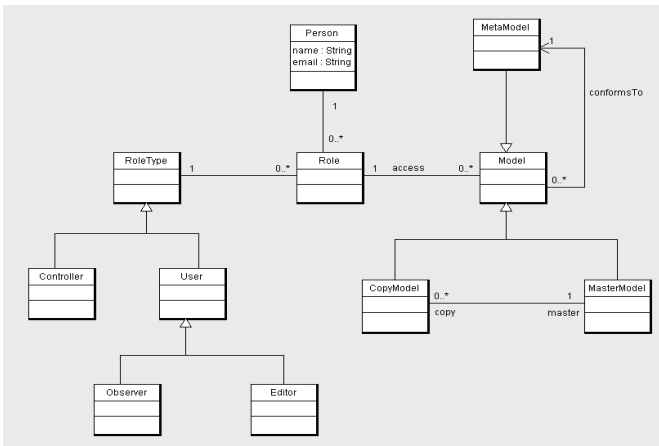 Person
name : String
email : String
MetaModel
1
conformsTo
1
0..*
RoleType
1
0..*
Role
1
access
0..*
Model
0..*
Controller
User
CopyModel
0..*
copy
1
master
MasterModel
Observer
Editor